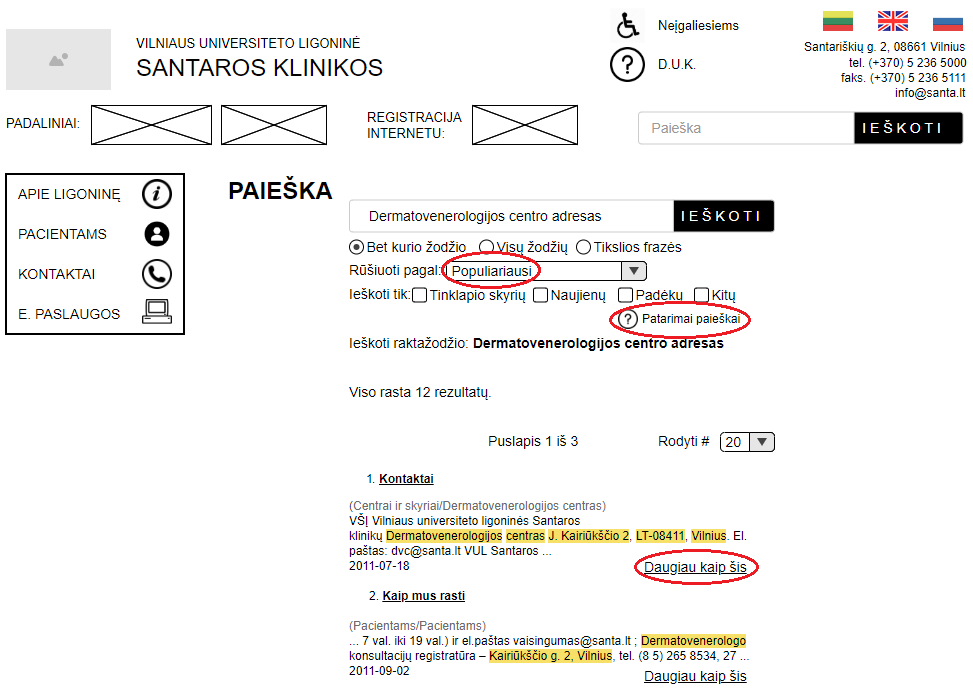 VILNIAUS UNIVERSITETO LIGONINĖ
SANTAROS KLINIKOS
Neįgaliesiems
D.U.K.
Santariškių g. 2, 08661 Vilnius
tel. (+370) 5 236 5000
faks. (+370) 5 236 5111
info@santa.lt
PADALINIAI:
REGISTRACIJA
INTERNETU:
Paieška
IEŠKOTI
APIE LIGONINĘ
PACIENTAMS
KONTAKTAI
E. PASLAUGOS
PAIEŠKA
Dermatovenerologijos centro adresas
IEŠKOTI
Bet kurio žodžio Visų žodžių Tikslios frazės
Rūšiuoti pagal: Populiariausi
Ieškoti tik: Tinklapio skyrių Naujienų Padėkų Kitų
? Patarimai paieškai
Ieškoti raktažodžio: Dermatovenerologijos centro adresas
Viso rasta 12 rezultatų.
Puslapis 1 iš 3 Rodyti # 20
1. Kontaktai
(Centrai ir skyriai/Dermatovenerologijos centras)
VŠĮ Vilniaus universiteto ligoninės Santaros
klinikų Dermatovenerologijos centras J. Kairiūkščio 2, LT-08411, Vilnius. El.
paštas: dvc@santa.lt VUL Santaros ...
2011-07-18
Daugiau kaip šis
2. Kaip mus rasti
(Pacientams/Pacientams)
... 7 val. iki 19 val.) ir el.paštas vaisingumas@santa.lt ; Dermatovenerologo
konsultacijų registratūra – Kairiūkščio g. 2, Vilnius, tel. (8 5) 265 8534, 27 ...
2011-09-02
Daugiau kaip šis